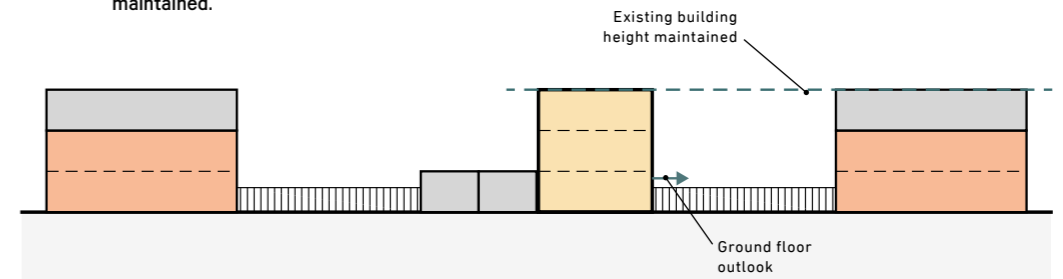 maintained.
Existing building
height maintained
Ground floor
outlook